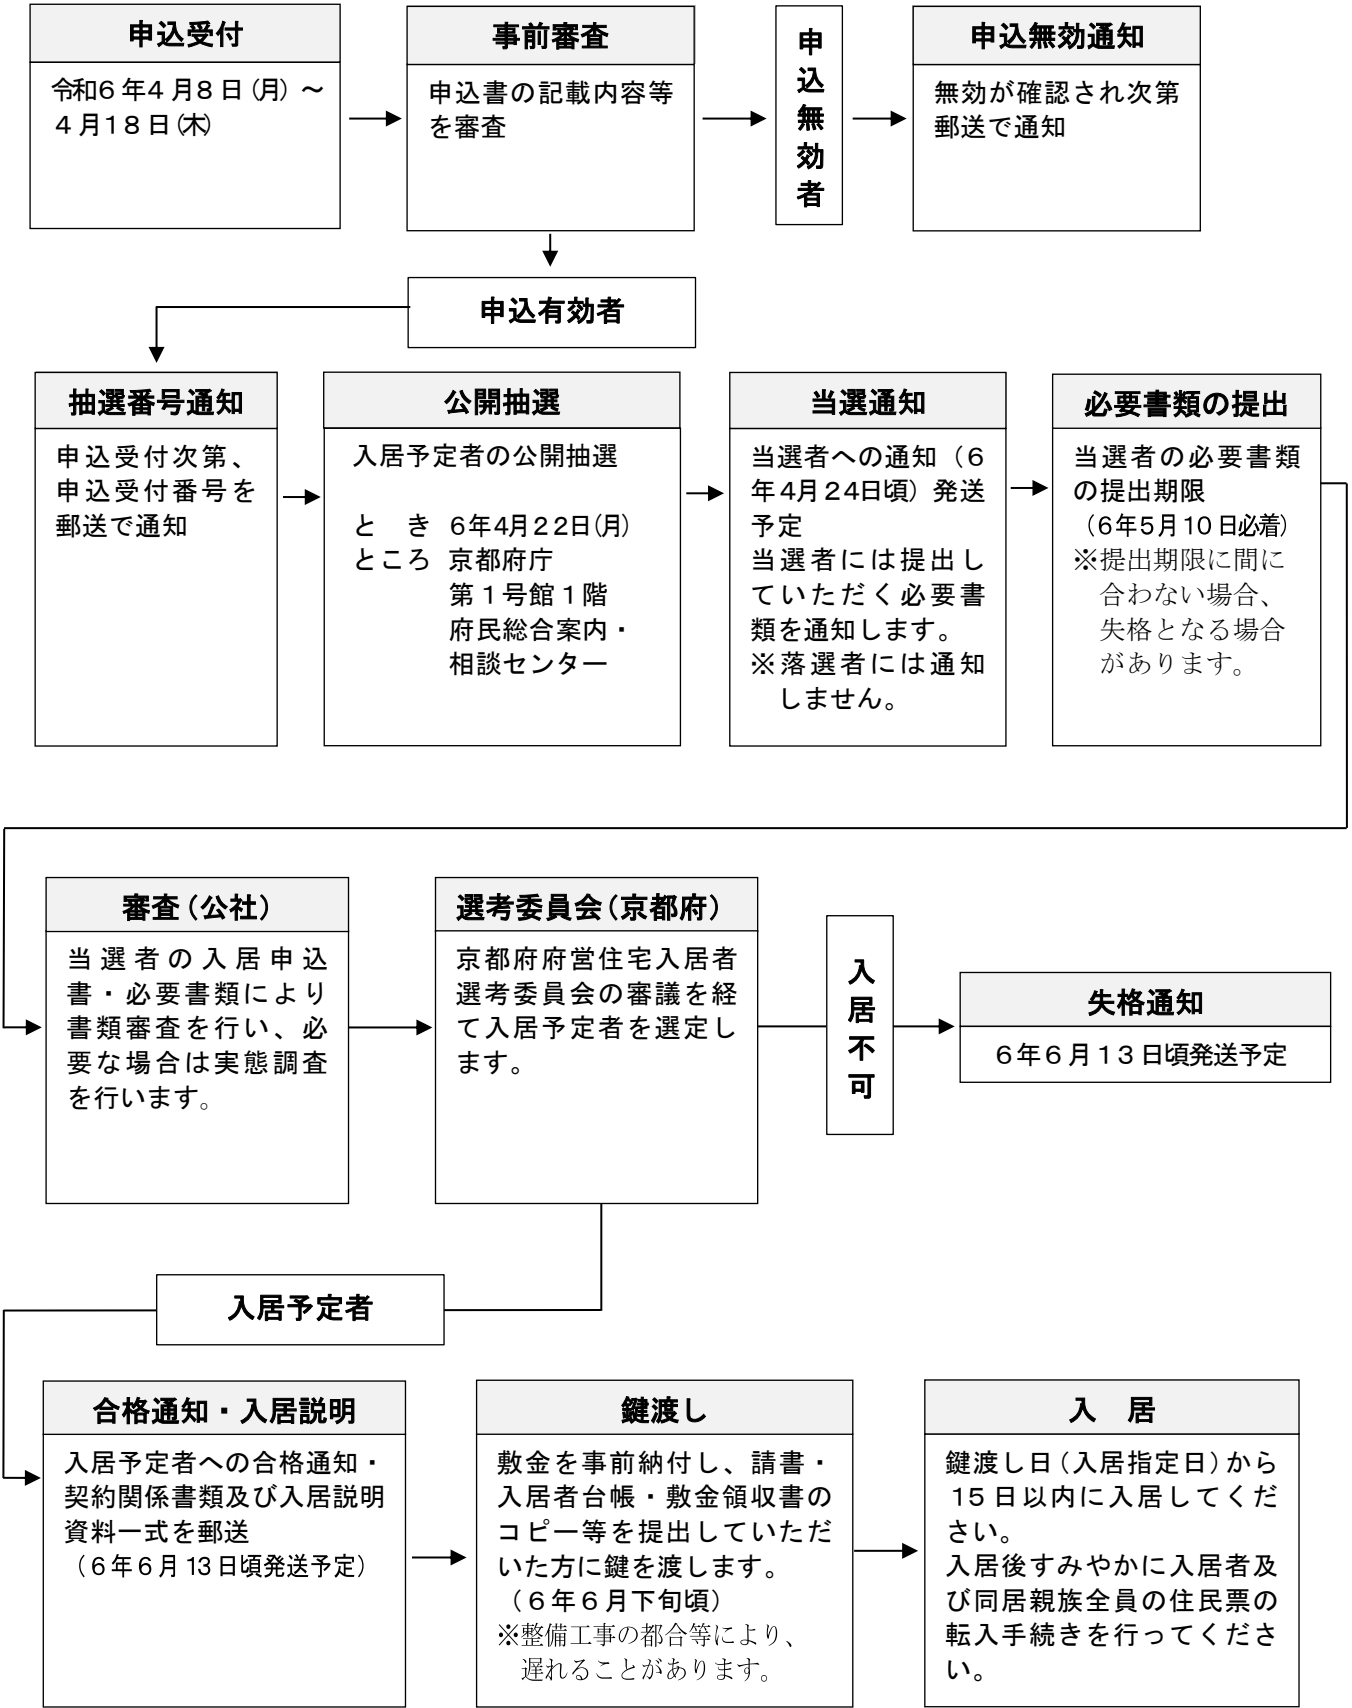 申込受付
令和6年4月8日(月)～
4月18日(木)
事前審査
申込書の記載内容等
を審査
申込無効者
申込無効通知
無効が確認され次第
郵送で通知
申込有効者
抽選番号通知
申込受付次第、
申込受付番号を
郵送で通知
公開抽選
入居予定者の公開抽選
と　き 6年4月22日(月)
ところ 京都府庁
第1号館1階
府民総合案内・
相談センター
当選通知
当選者への通知(6
年4月24日頃)発送
予定
当選者には提出し
ていただく必要書
類を通知します。
※落選者には通知
しません。
必要書類の提出
当選者の必要書類
の提出期限
(6年5月10日必着)
※提出期限に間に
合わない場合、
失格となる場合
があります。
審査(公社)
当選者の入居申込
書・必要書類により
書類審査を行い、必
要な場合は実態調査
を行います。
選考委員会(京都府)
京都府府営住宅入居者
選考委員会の審議を経
て入居予定者を選定し
ます。
入居不可
失格通知
6年6月13日頃発送予定
入居予定者
合格通知・入居説明
入居予定者への合格通知・
契約関係書類及び入居説明
資料一式を郵送
(6年6月13日頃発送予定)
鍵渡し
敷金を事前納付し、請書・
入居者台帳・敷金領収書の
コピー等を提出していただ
いた方に鍵を渡します。
(6年6月下旬頃)
※整備工事の都合等により、
遅れることがあります。
入　居
鍵渡し日(入居指定日)から
15日以内に入居してくだ
さい。
入居後すみやかに入居者及
び同居親族全員の住民票の
転入手続きを行ってくださ
い。